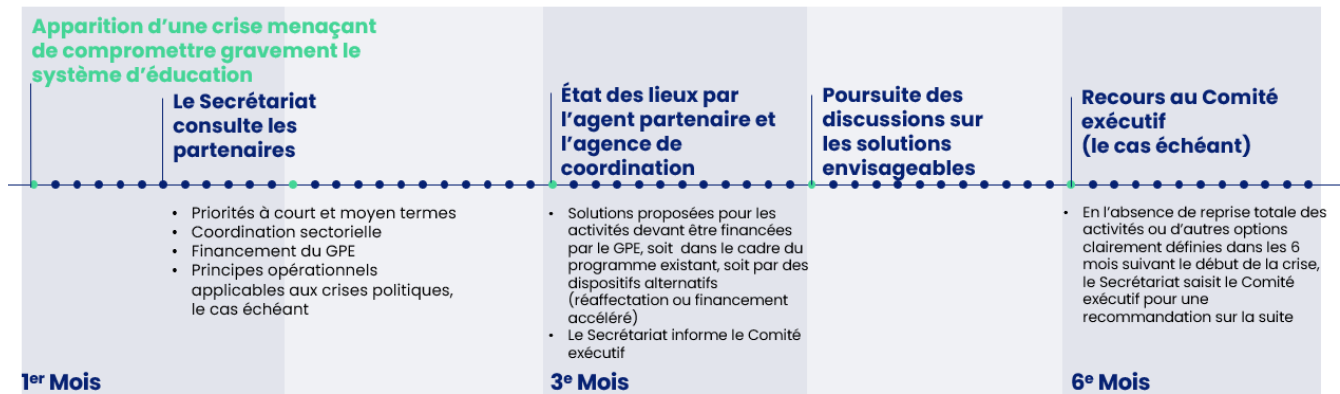 Apparition d’une crise menaçant
de compromettre gravement le
système d’éducation
Le Secrétariat
consulte les
partenaires
• Priorités à court et moyen termes
• Coordination sectorielle
• Financement du GPE
• Principes opérationnels
applicables aux crises politiques,
le cas échéant
1er Mois
État des lieux par
l’agent partenaire et
l’agence de
coordination
• Solutions proposées pour les
activités devant être financées
par le GPE, soit dans le cadre du
programme existant, soit par des
dispositifs alternatifs
(réaffectation ou financement
accéléré)
• Le Secrétariat informe le Comité
exécutif
3e Mois
Poursuite des
discussions sur
les solutions
envisageables
Recours au Comité
exécutif
(le cas échéant)
• En l’absence de reprise totale des
activités ou d’autres options
clairement définies dans les 6
mois suivant le début de la crise,
le Secrétariat saisit le Comité
exécutif pour une
recommandation sur la suite
6e Mois